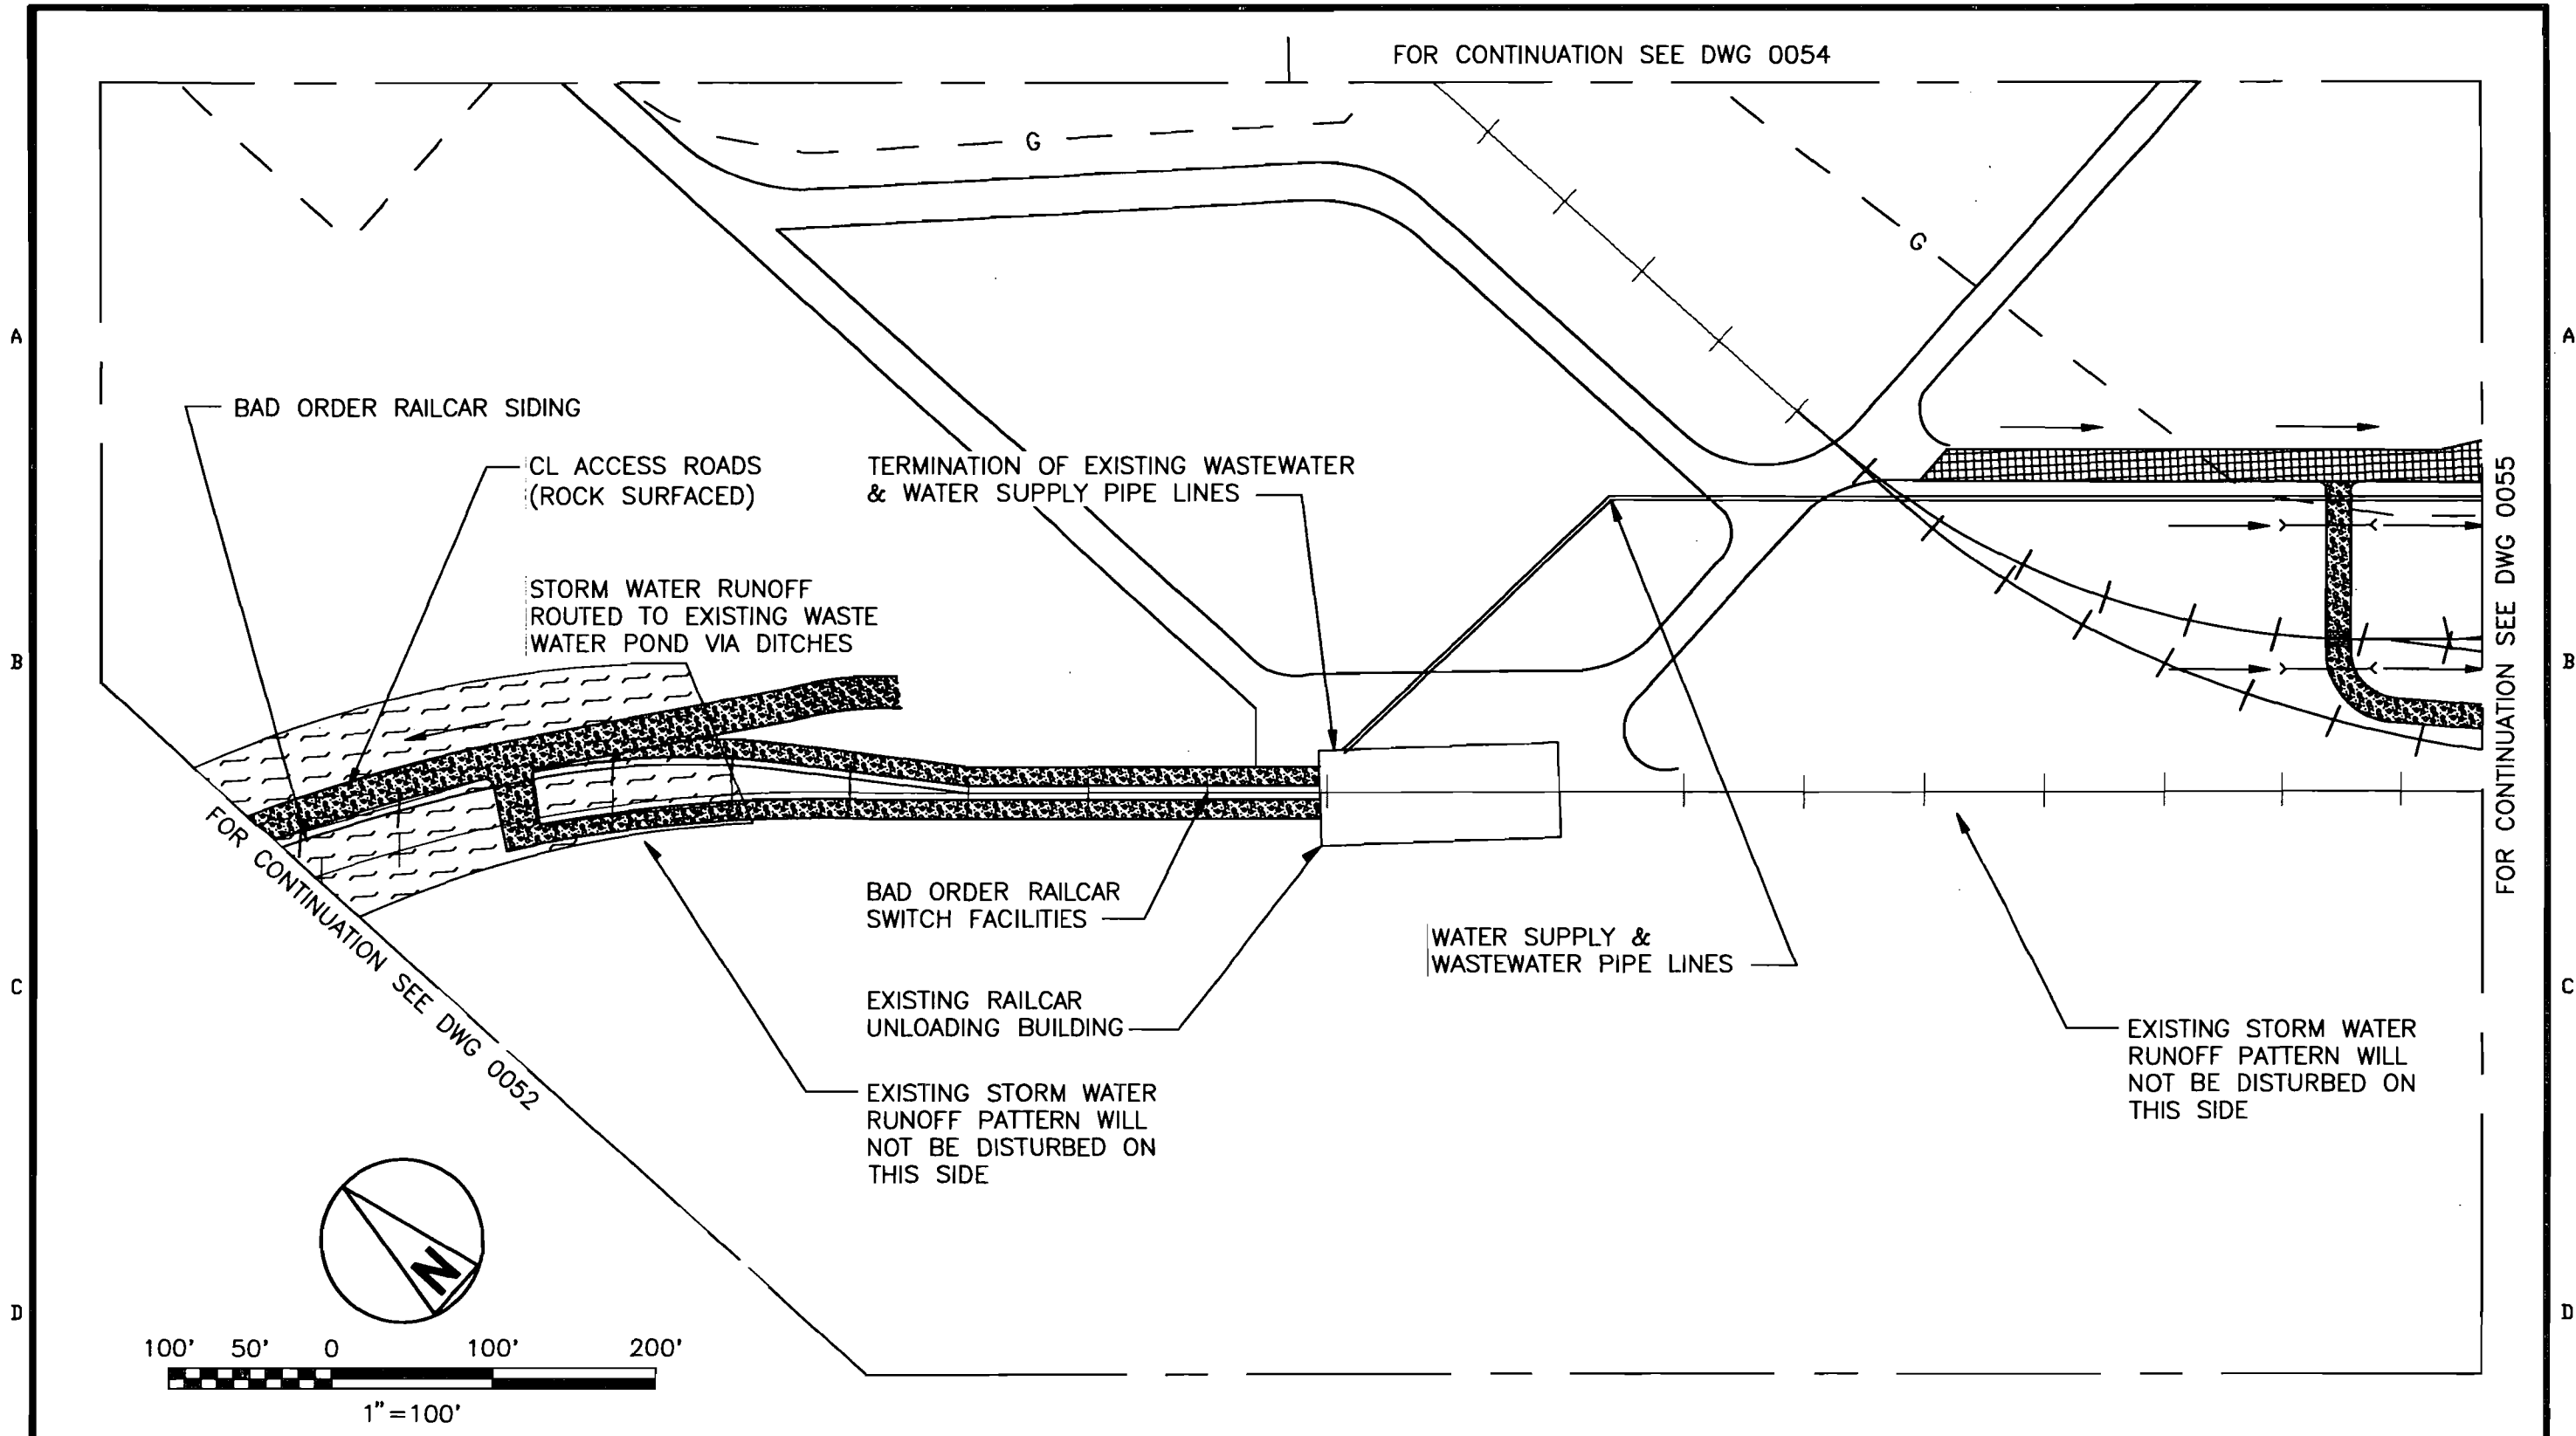 FOR CONTINUATION SEE DWG 0054
G
G
A
A
BAD ORDER RAILCAR SIDING
CL ACCESS ROADS
(ROCK SURFACED)
TERMINATION OF EXISTING WASTEWATER
& WATER SUPPLY PIPE LINES
FOR CONTINUATION SEE DWG 0055
STORM WATER RUNOFF
ROUTED TO EXISTING WASTE
WATER POND VIA DITCHES
B
B
FOR CONTINUATION SEE DWG 0052
BAD ORDER RAILCAR
SWITCH FACILITIES
WATER SUPPLY &
WASTEWATER PIPE LINES
C
C
EXISTING RAILCAR
UNLOADING BUILDING
EXISTING STORM WATER
RUNOFF PATTERN WILL
NOT BE DISTURBED ON
THIS SIDE
EXISTING STORM WATER
RUNOFF PATTERN WILL
NOT BE DISTURBED ON
THIS SIDE
N
D
D
100' 50' 0 100' 200'
1"=100'